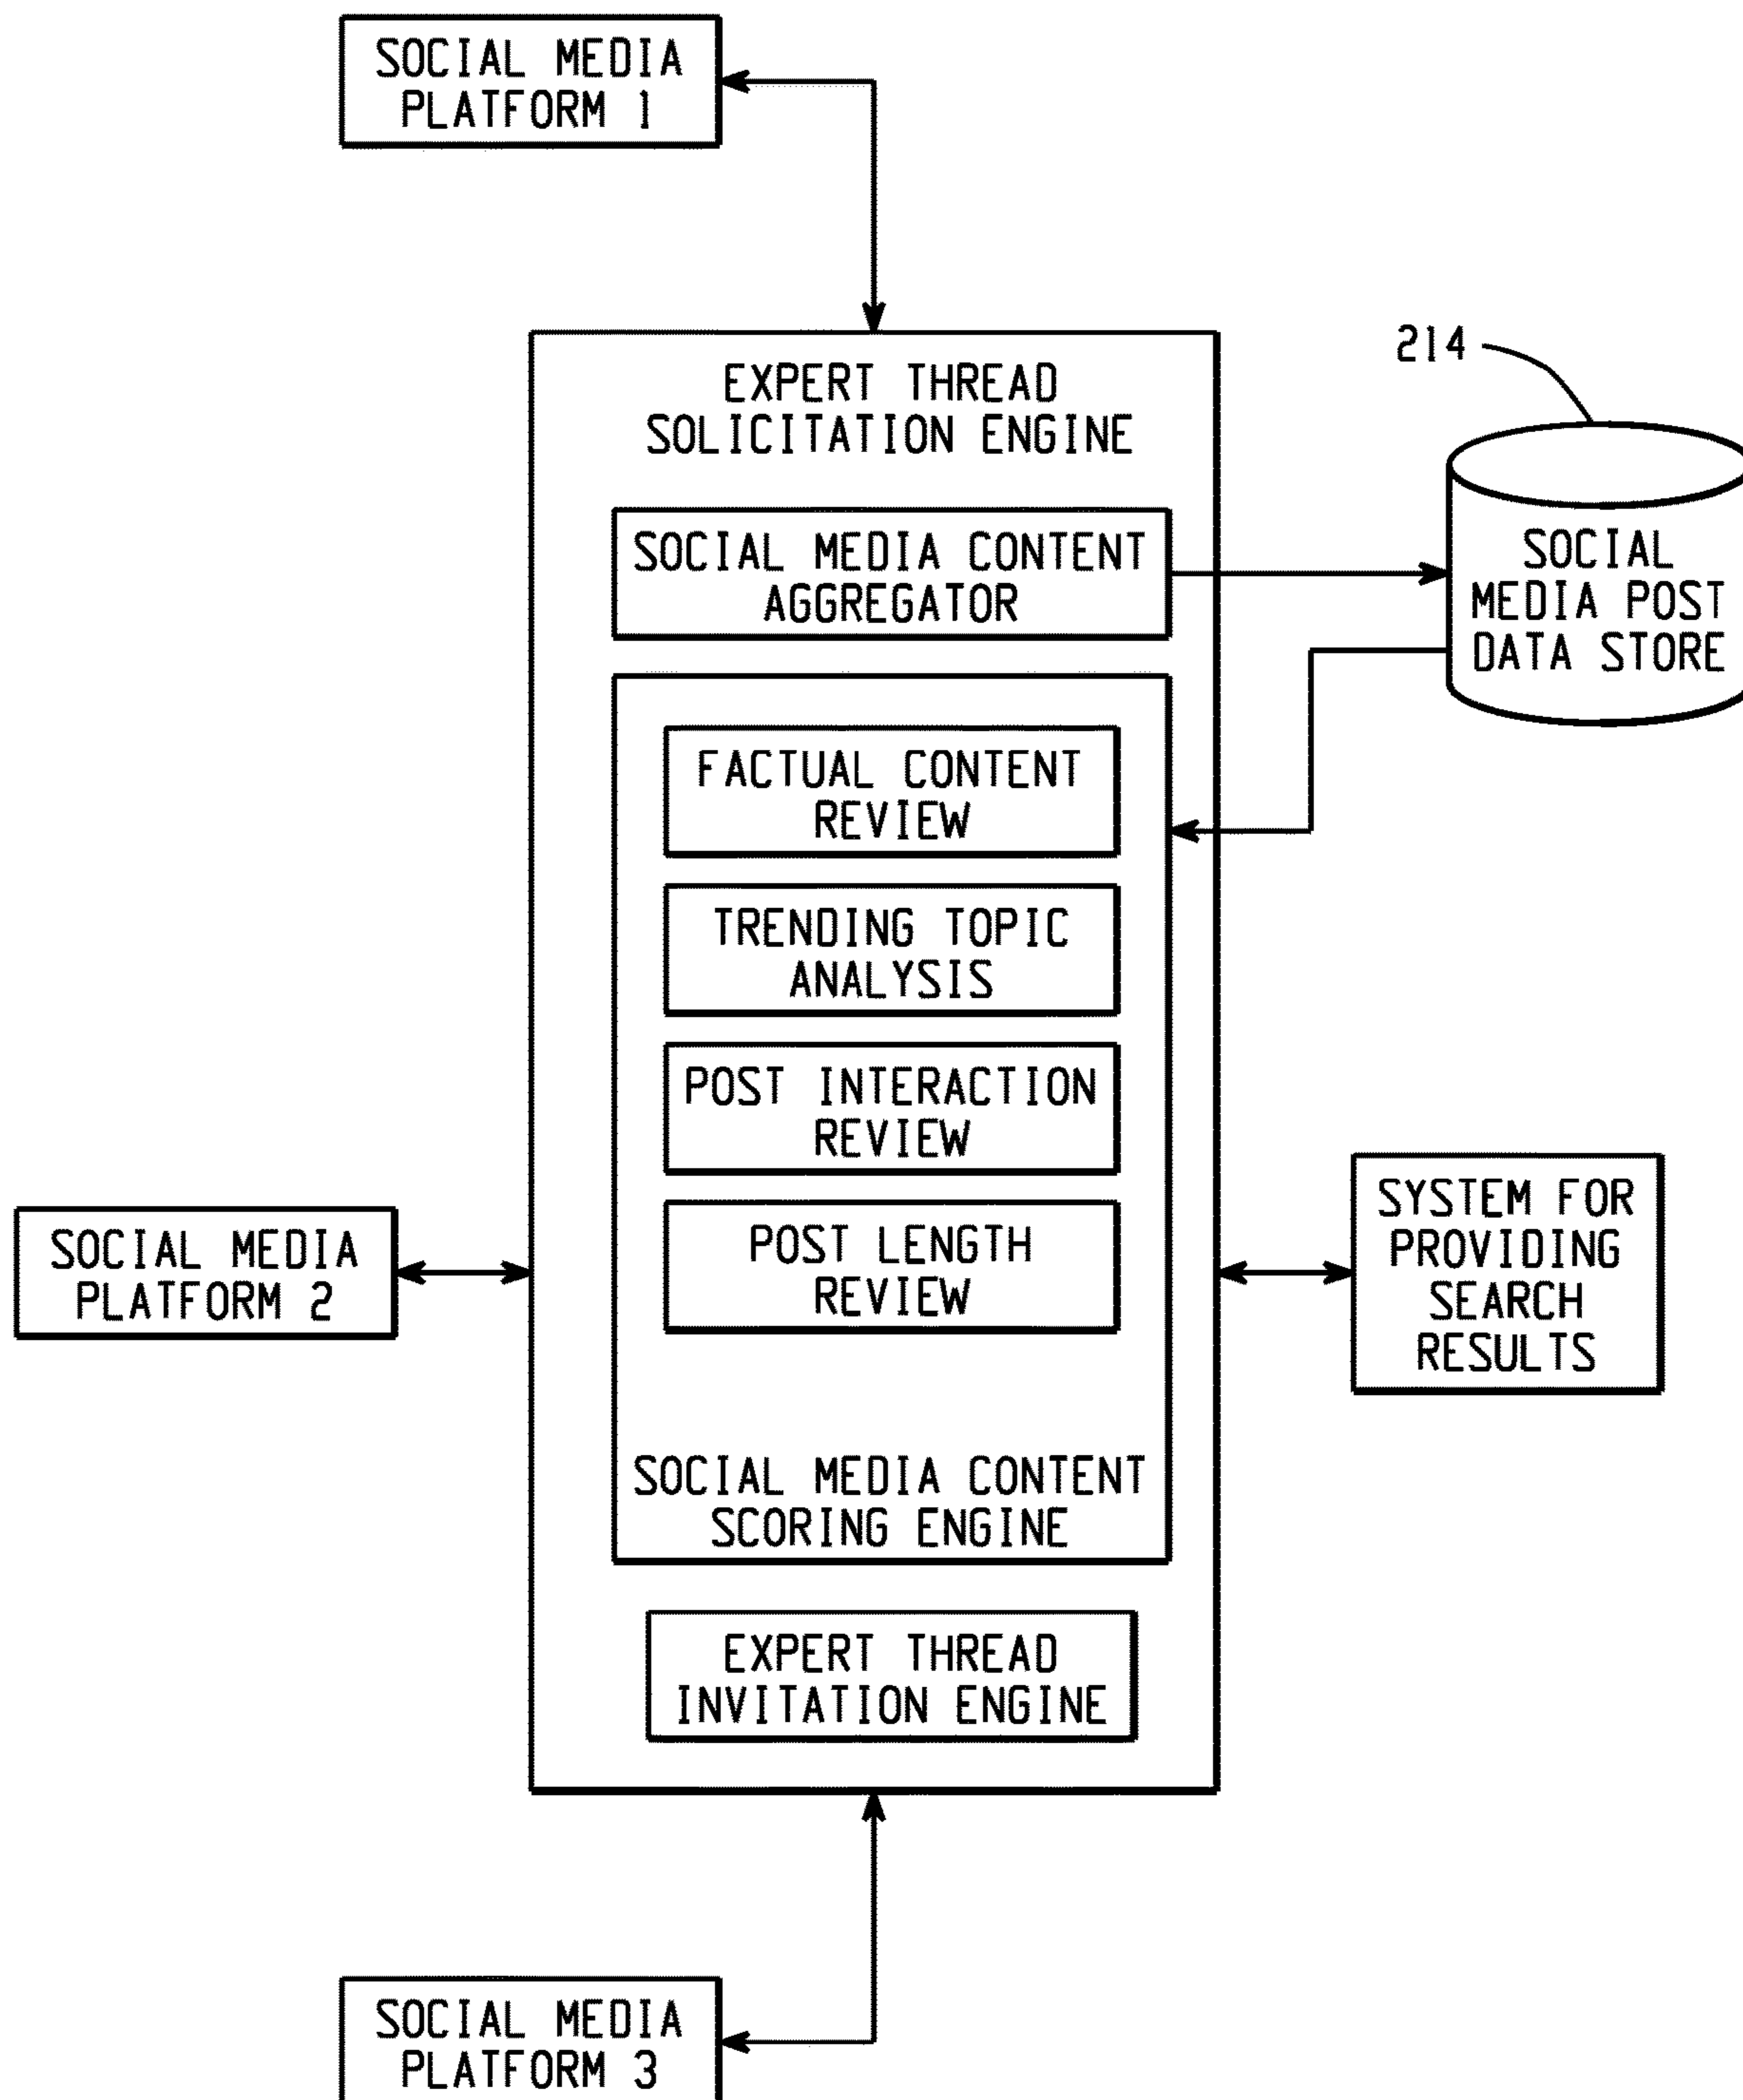 SOCIAL MEDIA
PLATFORM 1
214
EXPERT THREAD
SOLICITATION ENGINE
SOCIAL MEDIA CONTENT
AGGREGATOR
SOCIAL
MEDIA POST
DATA STORE
FACTUAL CONTENT
REVIEW
TRENDING TOPIC
ANALYSIS
POST INTERACTION
REVIEW
POST LENGTH
REVIEW
SOCIAL MEDIA CONTENT
SCORING ENGINE
SOCIAL MEDIA
PLATFORM 2
SYSTEM FOR
PROVIDING
SEARCH
RESULTS
EXPERT THREAD
INVITATION ENGINE
SOCIAL MEDIA
PLATFORM 3